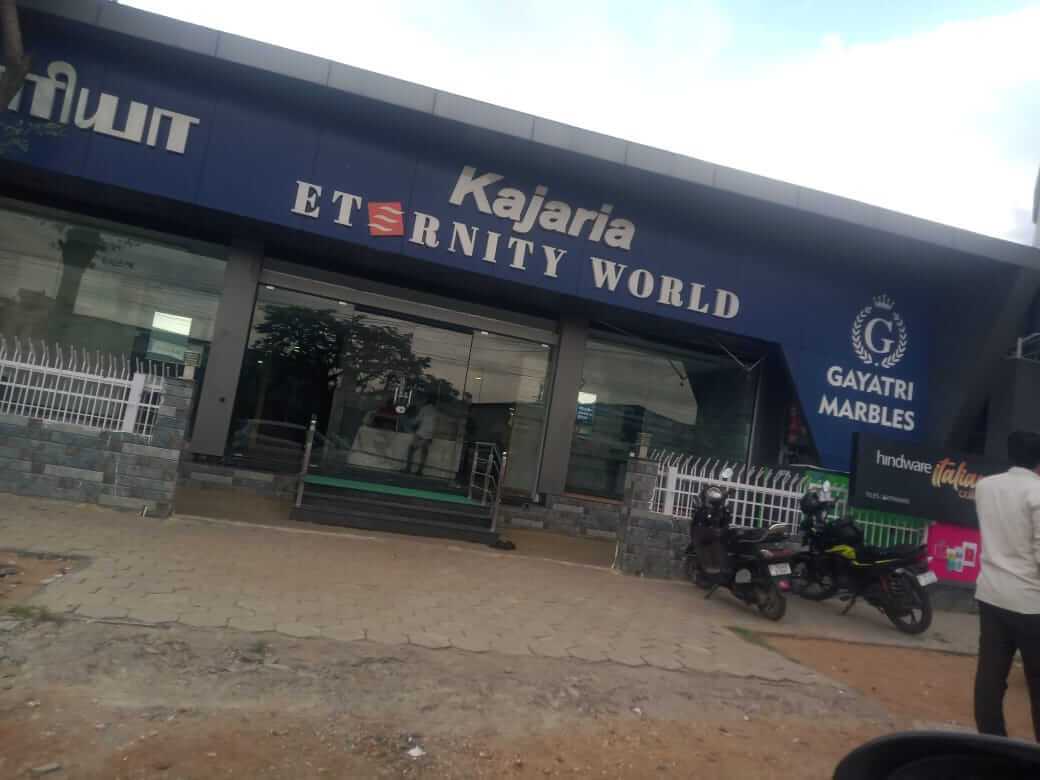 ரியா
Kajaria
ETERNITY WORLD
G
GAYATRI
MARBLES
hindware
italian